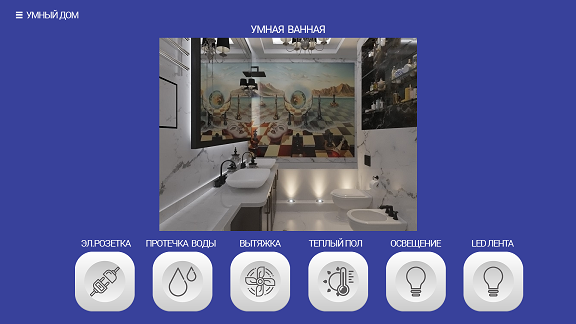 УМНЫЙ ДОМ
УМНАЯ ВАННАЯ
ЭЛ.РОЗЕТКА ПРОТЕЧКА ВОДЫ ВЫТЯЖКА ТЕПЛЫЙ ПОЛ ОСВЕЩЕНИЕ LED ЛЕНТА